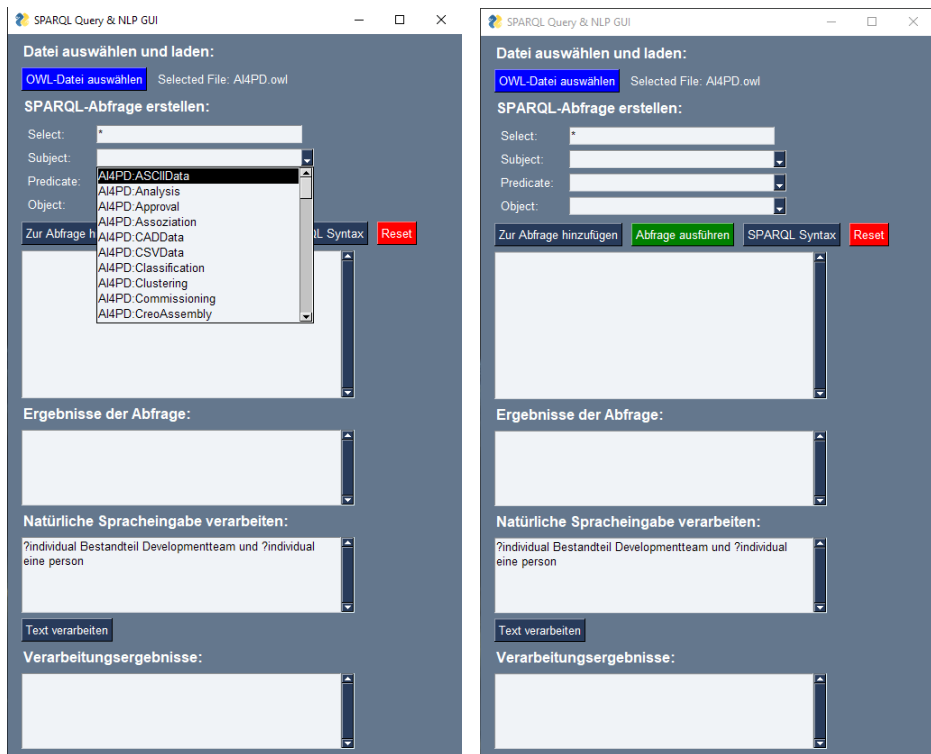 SPARQL Query & NLP GUI
Datei auswählen und laden:
OWL-Datei auswählen Selected File: AI4PD.owl
SPARQL-Abfrage erstellen:
Select: *
Subject:
AI4PD:ASCIIData
Predicate:
AI4PD:Analysis
AI4PD:Approval
Object:
AI4PD:Assoziation
Zur Abfrage h
AI4PD:CADData
QL Syntax
Reset
AI4PD:CSVData
AI4PD:Classification
AI4PD:Clustering
AI4PD:Commissioning
AI4PD:CreoAssembly
Ergebnisse der Abfrage:
Natürliche Spracheingabe verarbeiten:
?individual Bestandteil Developmentteam und ?individual
eine person
Text verarbeiten
Verarbeitungsergebnisse:
SPARQL Query & NLP GUI
Datei auswählen und laden:
OWL-Datei auswählen Selected File: AI4PD.owl
SPARQL-Abfrage erstellen:
Select: *
Subject:
Predicate:
Object:
Zur Abfrage hinzufügen Abfrage ausführen SPARQL Syntax Reset
Ergebnisse der Abfrage:
Natürliche Spracheingabe verarbeiten:
?individual Bestandteil Developmentteam und ?individual
eine person
Text verarbeiten
Verarbeitungsergebnisse: